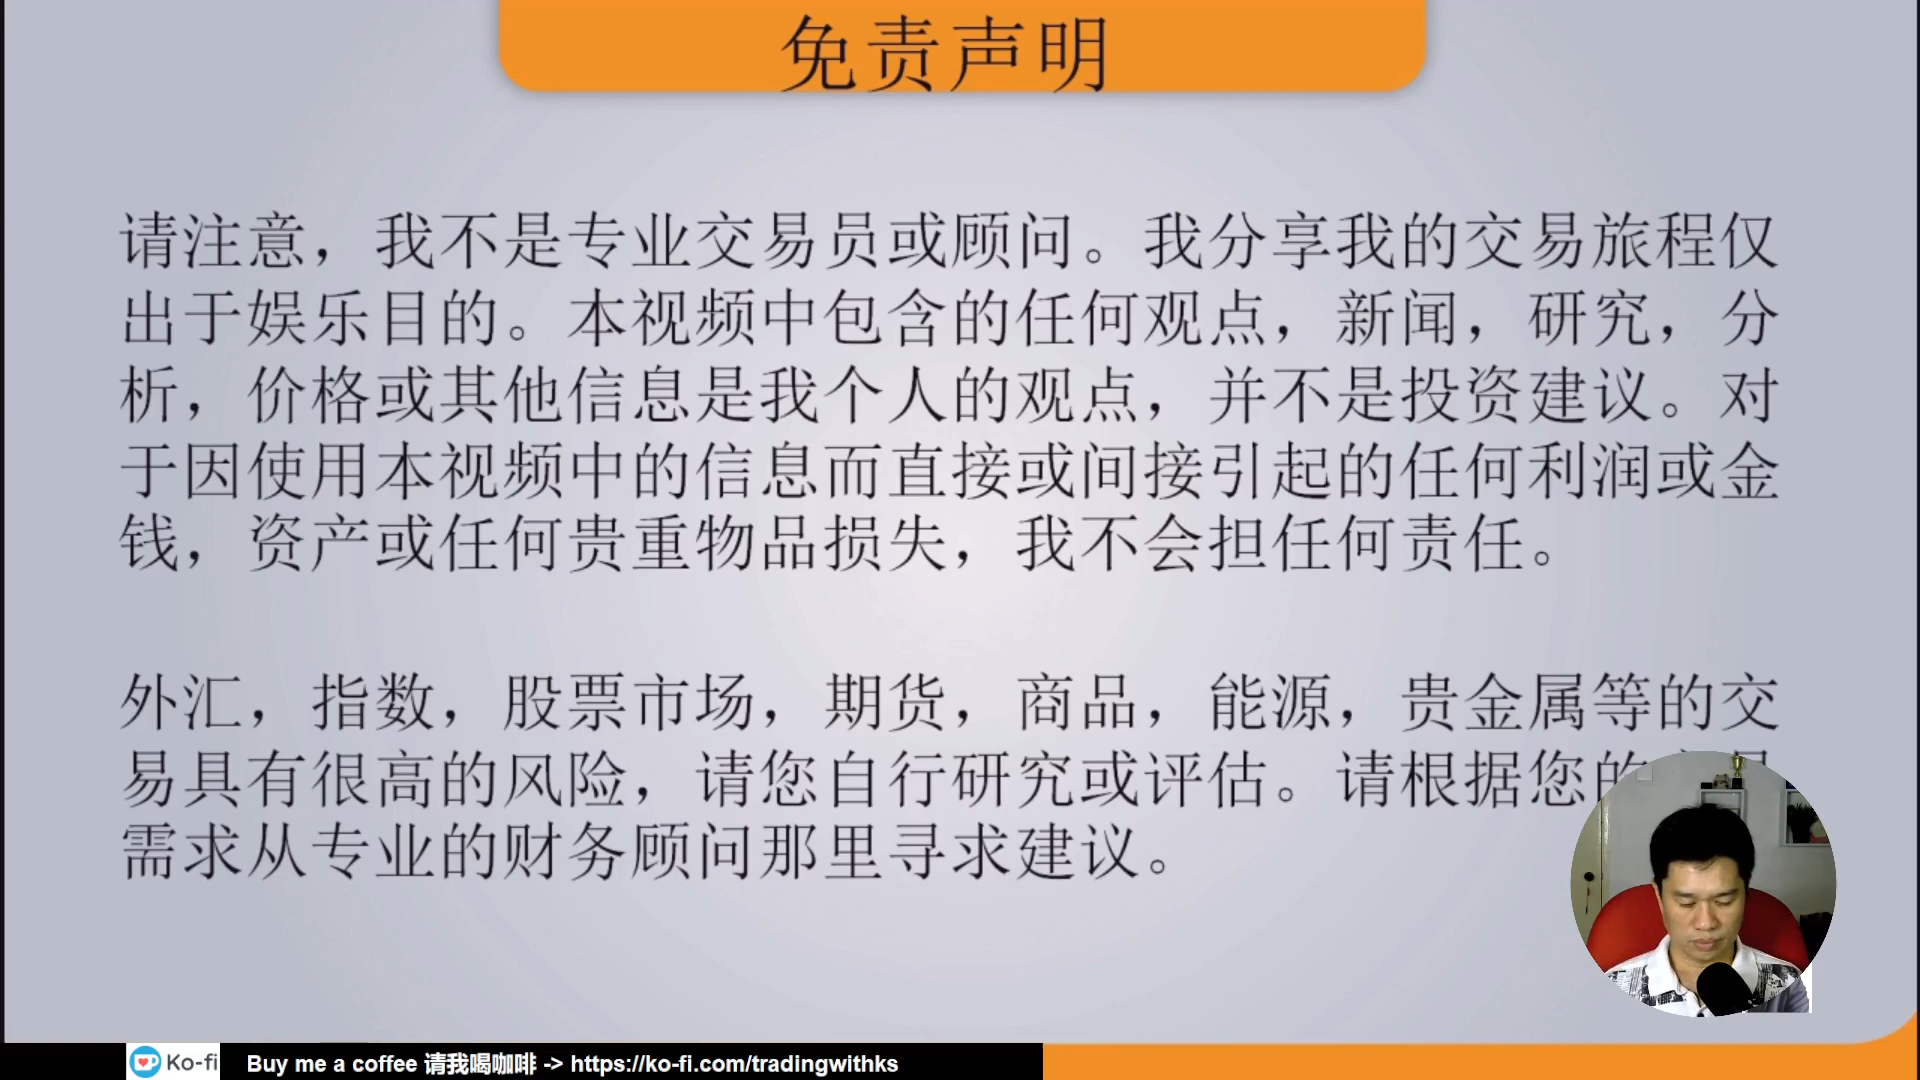 免责声明
请注意，我不是专业交易员或顾问。我分享我的交易旅程仅
出于娱乐目的。本视频中包含的任何观点，新闻，研究，分
析，价格或其他信息是我个人的观点，并不是投资建议。对
于因使用本视频中的信息而直接或间接引起的任何利润或金
钱，资产或任何贵重物品损失，我不会担任何责任。
外汇，指数，股票市场，期货，商品，能源，贵金属等的交
易具有很高的风险，请您自行研究或评估。请根据您的
需求从专业的财务顾问那里寻求建议。
Ko-fi Buy me a coffee 请我喝咖啡 -> https://ko-fi.com/tradingwithks